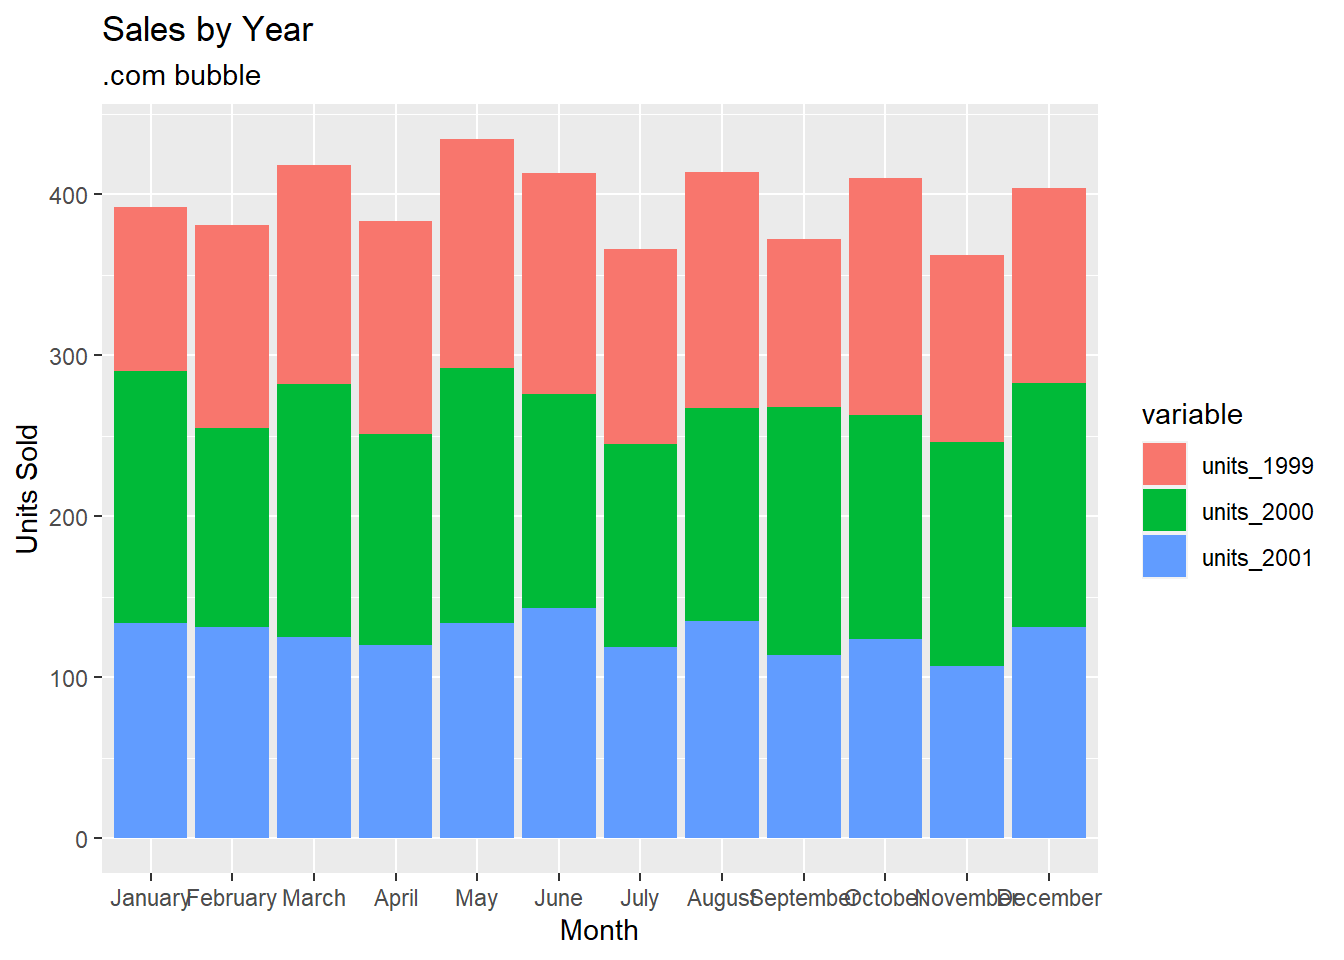 Sales by Year
.com bubble
Units Sold
400
300
200
100
0
January February March April May June July August September October November December
Month
variable
units_1999
units_2000
units_2001